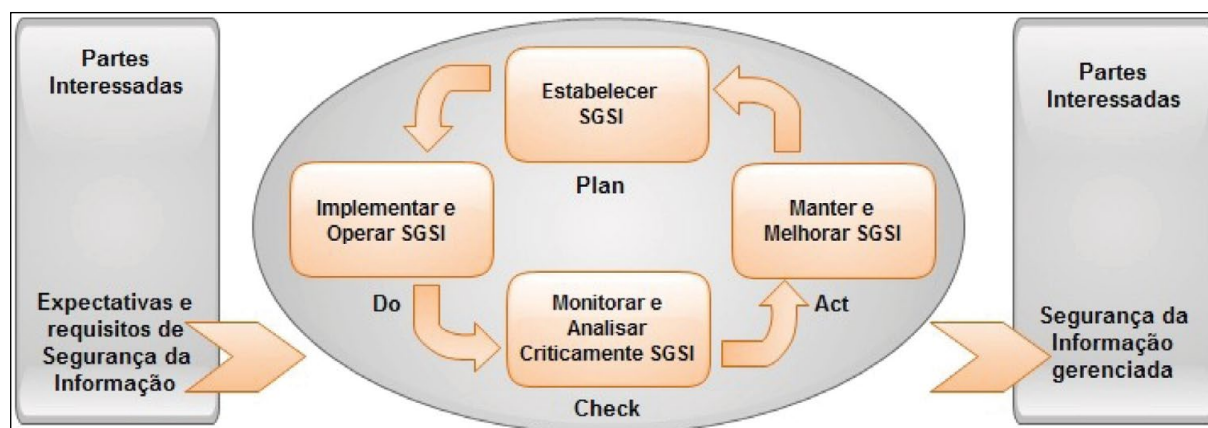 Partes
Interessadas
Expectativas e
requisitos de
Segurança da
Informação
Estabelecer
SGSI
Plan
Implementar e
Operar SGSI
Do
Monitorar e
Analisar
Criticamente SGSI
Check
Manter e
Melhorar SGSI
Act
Partes
Interessadas
Segurança da
Informação
gerenciada